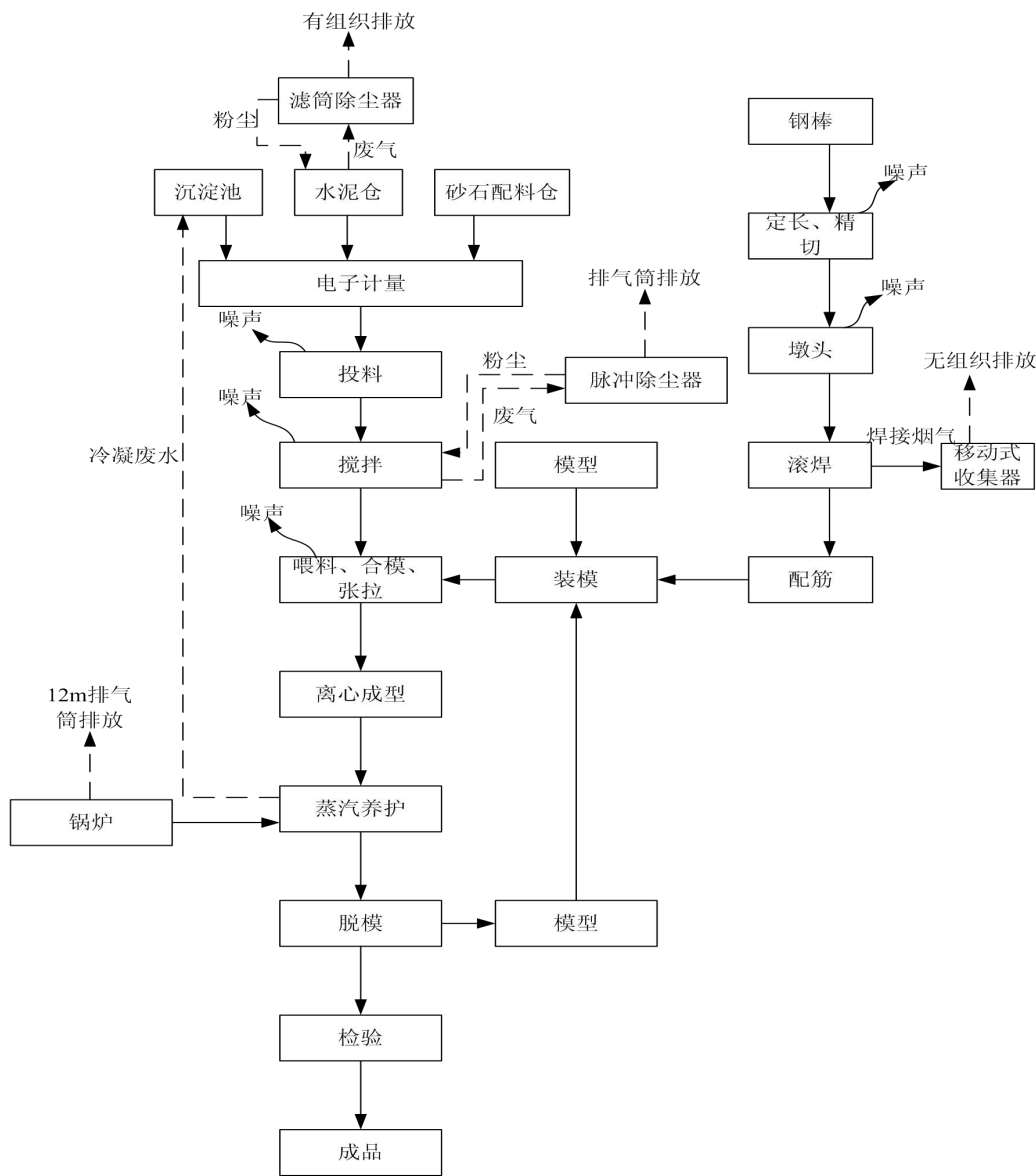 有组织排放
滤筒除尘器
粉尘
废气
钢棒
噪声
沉淀池
水泥仓
砂石配料仓
定长、精
切
电子计量
排气筒排放
噪声
噪声
投料
粉尘
脉冲除尘器
墩头
无组织排放
噪声
废气
冷凝废水
搅拌
模型
滚焊
焊接烟气
移动式
收集器
噪声
喂料、合模、
张拉
装模
配筋
离心成型
12m排气
筒排放
蒸汽养护
锅炉
脱模
模型
检验
成品